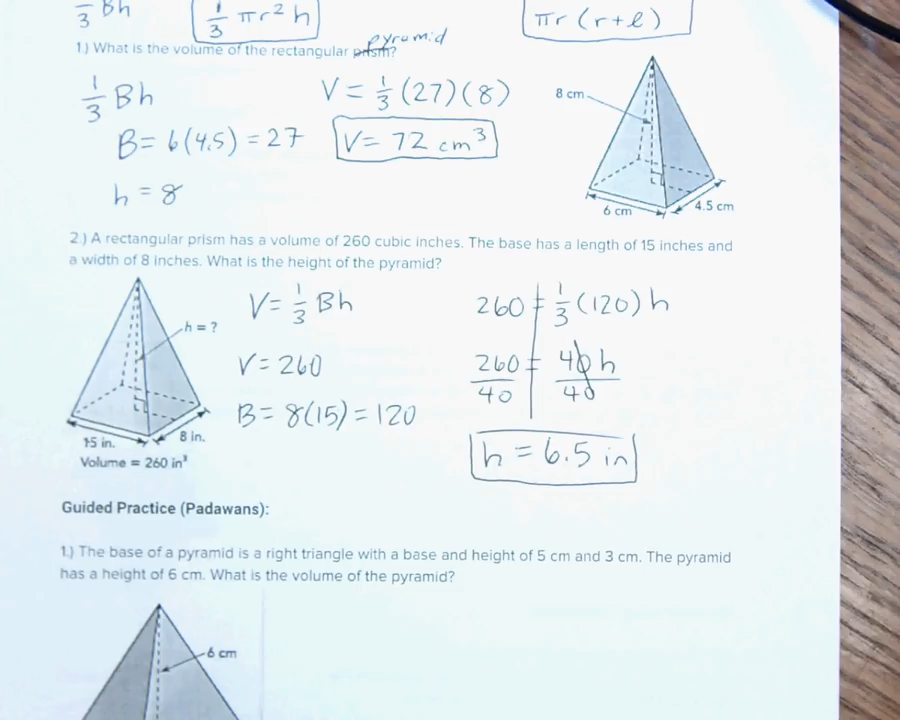 1/3 Bh
1/3 πr² h
πr (r+ℓ)
pyramid
1.) What is the volume of the rectangular prism?
1/3 Bh
V = 1/3 (27)(8)
8 cm
B = 6(4.5) = 27
V = 72 cm³
h = 8
6 cm
4.5 cm
2.) A rectangular prism has a volume of 260 cubic inches. The base has a length of 15 inches and
a width of 8 inches. What is the height of the pyramid?
V = 1/3 Bh
260 = 1/3 (120) h
h = ?
V = 260
260/40 = 40h/40
B = 8(15) = 120
15 in.
8 in.
h = 6.5 in
Volume = 260 in³
Guided Practice (Padawans):
1.) The base of a pyramid is a right triangle with a base and height of 5 cm and 3 cm. The pyramid
has a height of 6 cm. What is the volume of the pyramid?
6 cm